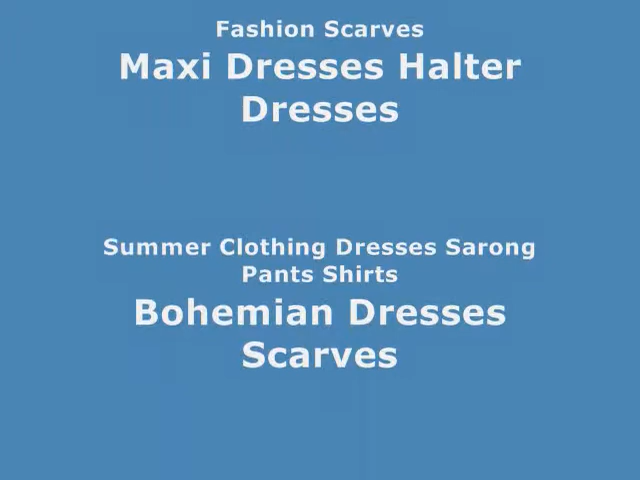 Fashion Scarves
Maxi Dresses Halter
Dresses
Summer Clothing Dresses Sarong
Pants Shirts
Bohemian Dresses
Scarves